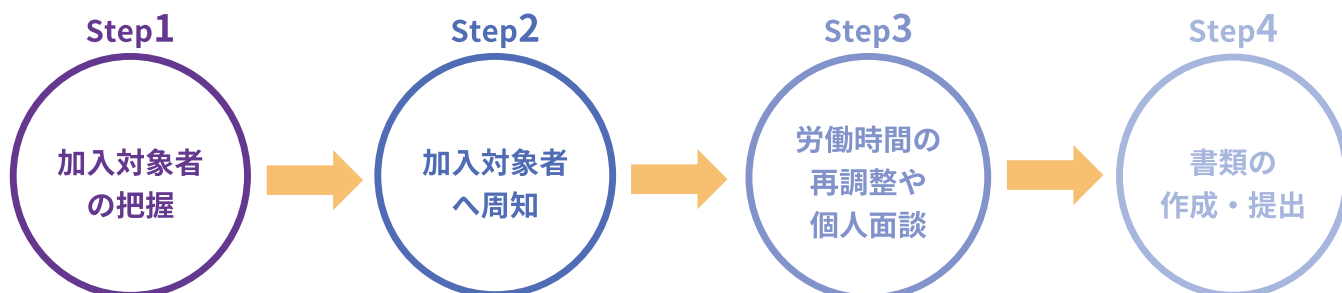 Step1
加入対象者
の把握
Step2
加入対象者
へ周知
Step3
労働時間の
再調整や
個人面談
Step4
書類の
作成・提出